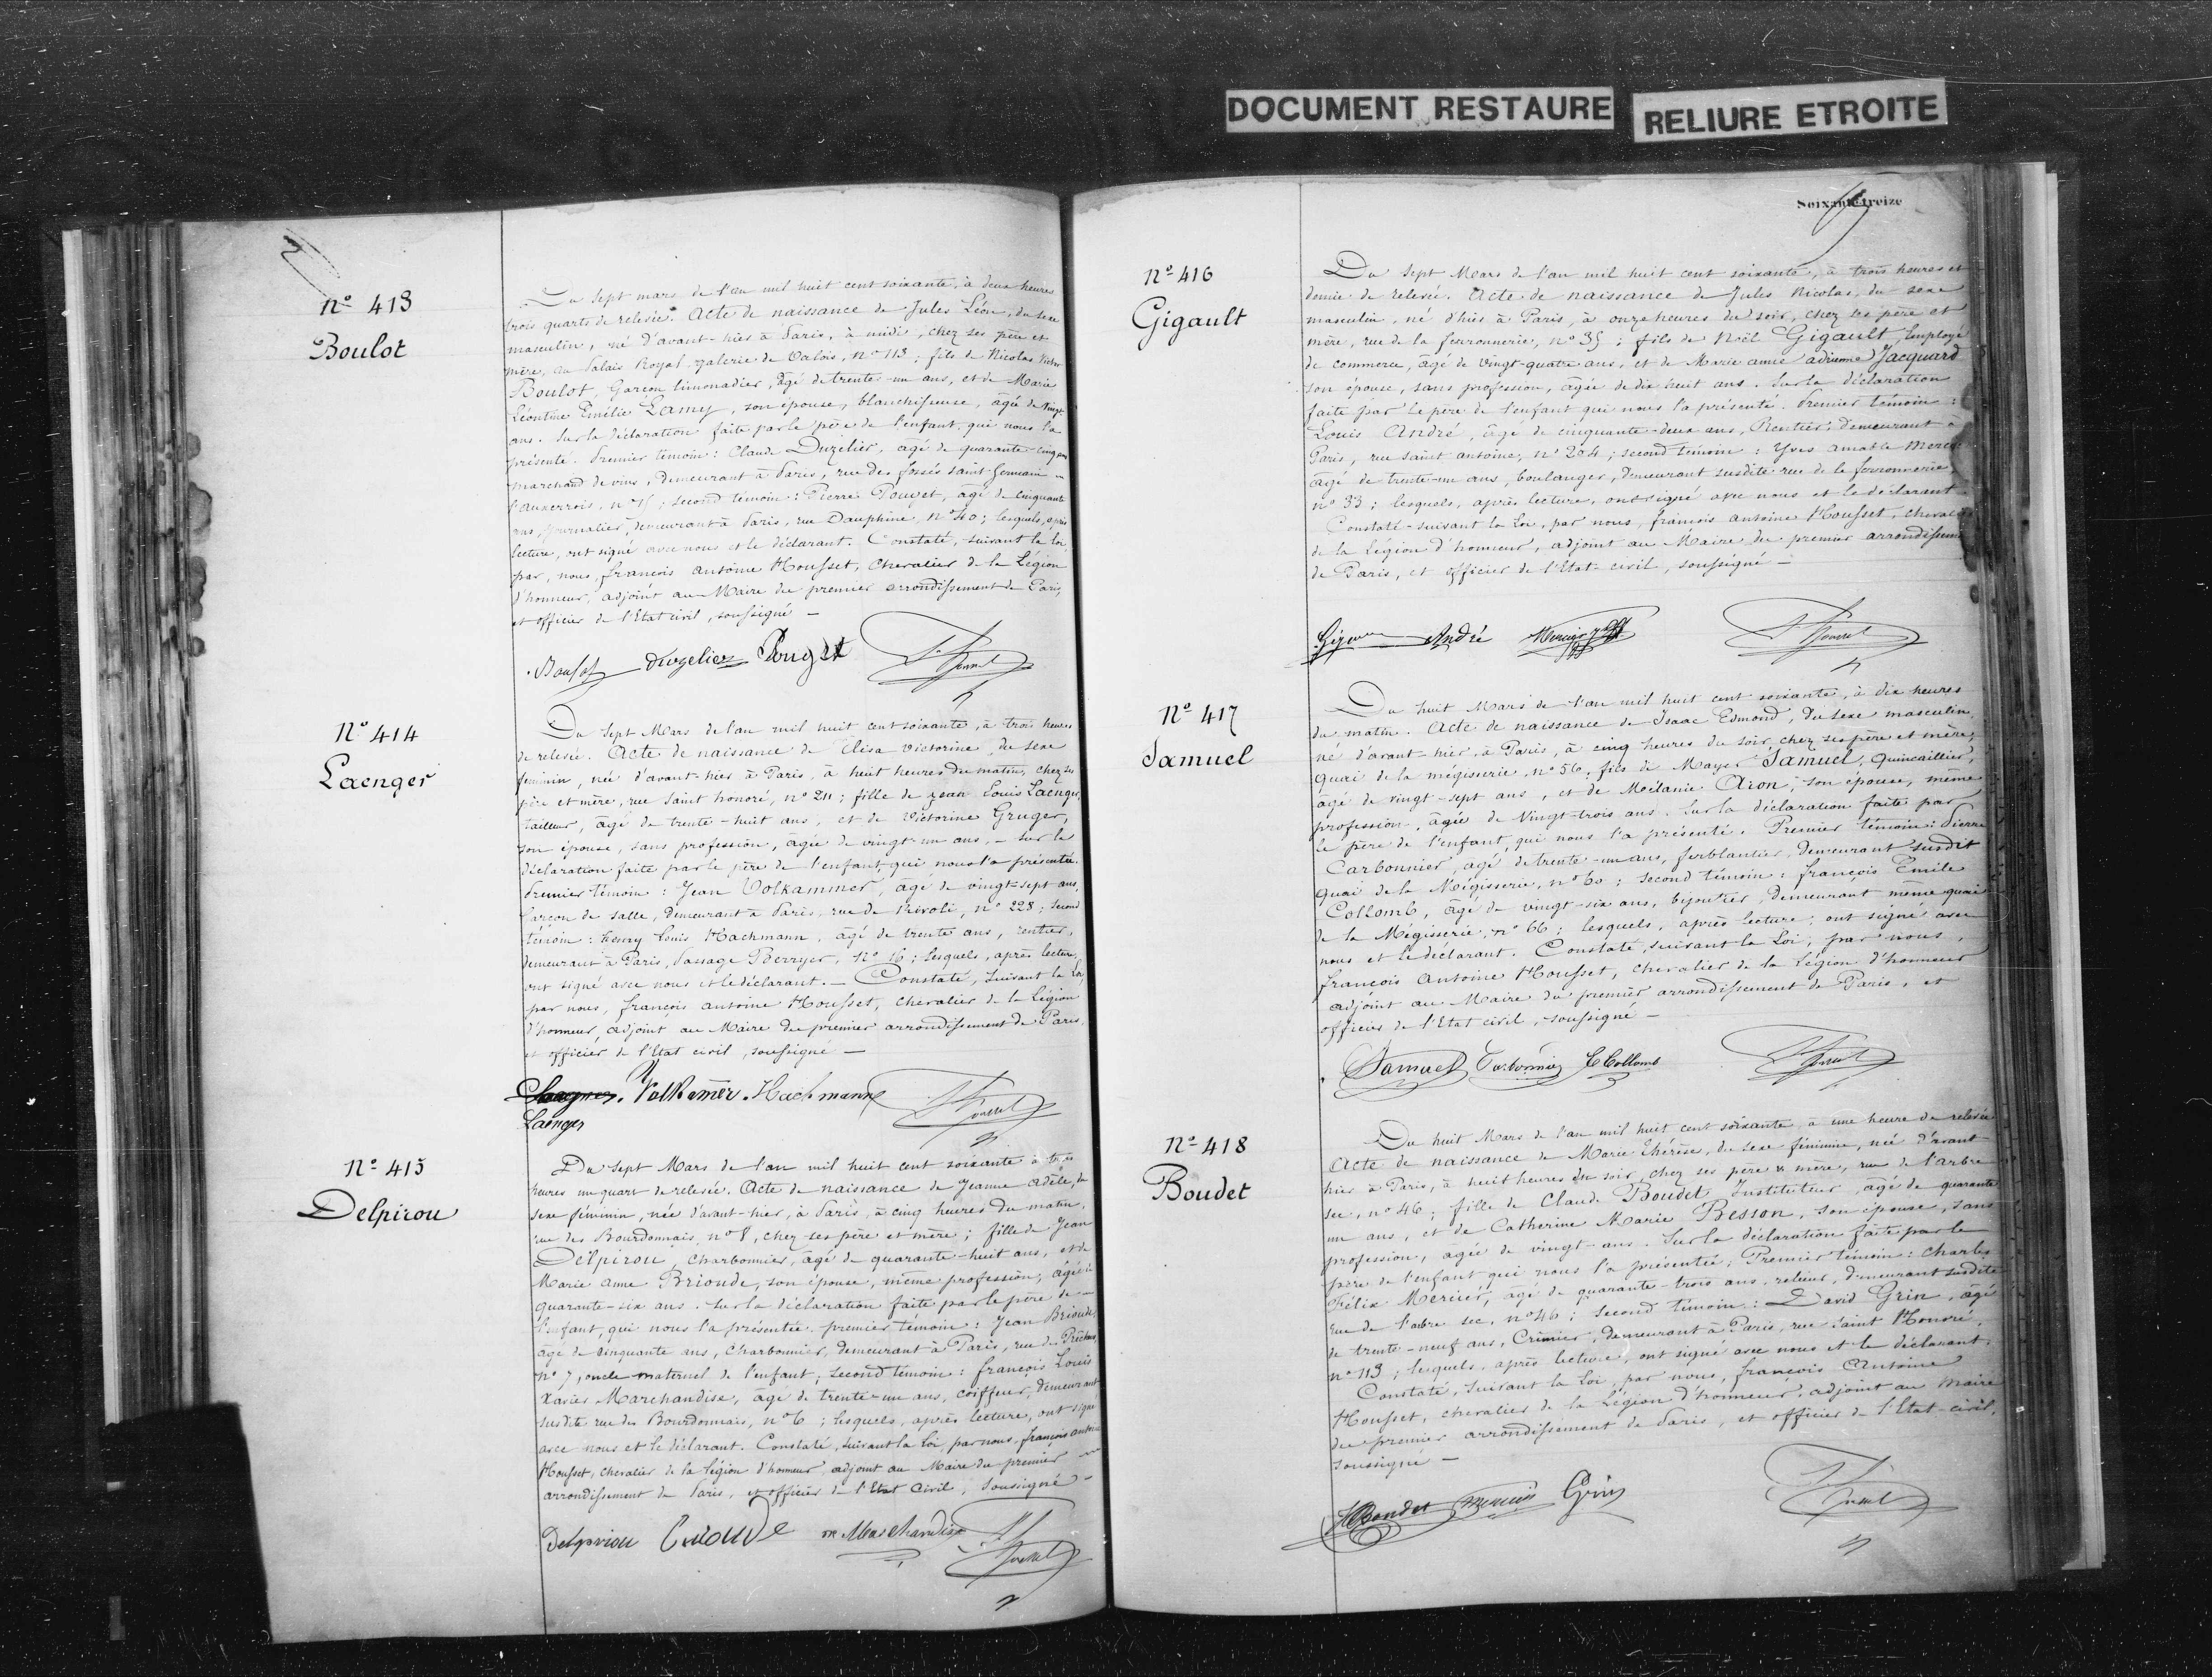 DOCUMENT RESTAURE
RELIURE ETROITE
Nº 413
Boulot
Du sept mars de l'an mil huit cent soixante, à deux heures
trois quarts de relevée. Acte de naissance de Jules Léon, du sexe
masculin, né d'avant-hier à Paris, à midi, chez ses père et
mère, au Palais Royal, galerie de Valois, nº 113; fils de Nicolas Victor
Boulot, Garçon limonadier, âgé de trente-un ans, et de Marie
Léontine Emélie Lamy, son épouse, blanchisseuse, âgée de vingt
ans. Sur la déclaration faite par le père de l'enfant, qui nous l'a
présenté. Premier témoin: Claude Duzelier, âgé de quarante cinq ans
marchand de vins, demeurant à Paris, rue des fossés Saint Germain
l'auxerrois, nº 15; second témoin: Pierre Pouget, âgé de cinquante
ans, Journalier, demeurant à Paris, rue Dauphine, nº 40; lesquels, après
lecture, ont signé avec nous et le déclarant. Constaté, suivant la loi,
par, nous, françois antoine Housset, Chevalier de la Légion
d'honneur, adjoint au Maire du premier arrondissement de Paris,
et officier de l'Etat civil, soussigné —
Boulot Duzelier Pouget
Nº 414
Laenger
Du Sept Mars de l'an mil huit cent soixante, à trois heures
de relevée. Acte de naissance de Elisa Victorine, du sexe
féminin, née d'avant-hier à Paris, à huit heures du matin, chez ses
père et mère, rue Saint honoré, nº 211; fille de Jean Louis Laenger,
tailleur, âgé de trente-huit ans, et de Victorine Gruger,
son épouse, sans profession, âgée de vingt-un ans, — sur la
déclaration faite par le père de l'enfant, qui nous l'a présentée.
Premier témoin: Jean Volkammer, âgé de vingt-sept ans,
Garçon de salle, demeurant à Paris, rue de Rivoli, nº 228; Second
témoin: henry Louis Hachmann, âgé de trente ans, rentier,
demeurant à Paris, Passage Berryer, nº 16; lesquels, après lecture,
ont signé avec nous et le déclarant. — Constaté, suivant la Loi,
par nous, françois antoine Housset, chevalier de la Légion
d'honneur, adjoint au Maire du premier arrondissement de Paris,
et officier de l'Etat civil, soussigné —
Volkamer. Hachmann
Laenger
Nº 415
Delpirou
Du Sept Mars de l'an mil huit cent soixante à trois
heures un quart de relevée. Acte de naissance de Jeanne Adèle, du
sexe féminin, née d'avant-hier, à Paris, à cinq heures du matin,
rue des Bourdonnais, nº 8, chez ses père et mère; fille de Jean
Delpirou, charbonnier, âgé de quarante-huit ans, et de
Marie anne Brioude, son épouse, même profession, âgée de
quarante-six ans. Sur la déclaration faite par le père de
l'enfant, qui nous l'a présentée. premier témoin: Jean Brioude,
âgé de cinquante ans, Charbonnier, demeurant à Paris, rue des
nº 7, oncle maternel de l'enfant; second témoin: françois Louis
Xavier Marchandise, âgé de trente-un ans, coiffeur, demeurant
susdite rue des Bourdonnais, nº 6; lesquels, après lecture, ont signé
avec nous et le déclarant. Constaté, suivant la Loi, par nous, françois antoine
Housset, chevalier de la légion d'honneur, adjoint au Maire du premier
arrondissement de Paris, et officier de l'Etat Civil, soussigné —
Delpirou Brioude Marchandise
Soixante-treize
Nº 416
Gigault
Du Sept Mars de l'an mil huit cent soixante, à trois heures et
demie de relevée. Acte de naissance de Jules Nicolas, du sexe
masculin, né d'hier à Paris, à onze heures du soir, chez ses père et
mère, rue de la ferronnerie, nº 35; fils de Noël Gigault, Employé
de commerce, âgé de vingt-quatre ans, et de Marie amie adrienne Jacquard
son épouse, sans profession, âgée de dix huit ans. Sur la déclaration
faite par le père de l'enfant qui nous l'a présenté. Premier témoin:
Louis André, âgé de cinquante-deux ans, Rentier, demeurant à
Paris, rue saint antoine, nº 204; second témoin: Yves amable Mercier
âgé de trente-un ans, boulanger, demeurant susdite rue de la ferronnerie,
nº 33; lesquels, après lecture, ont signé avec nous et le déclarant
Constaté-suivant la Loi, par nous, françois antoine Housset, chevalier
de la Légion d'honneur, adjoint au Maire du premier arrondissement
de Paris, et officier de l'Etat-civil, soussigné —
André
Nº 417
Samuel
Du huit Mars de l'an mil huit cent soixante, à dix heures
du matin. Acte de naissance de Isaac Edmond, du sexe masculin,
né d'avant-hier, à Paris, à cinq heures du soir, chez ses père et mère,
Quai de la mégisserie, nº 56, fils de Mayer Samuel, Quincaillier,
âgé de vingt-sept ans, et de Mélanie Aron, son épouse, même
profession, âgée de Vingt-trois ans. Sur la déclaration faite par
le père de l'enfant, qui nous l'a présenté. Premier témoin: Pierre
Carbonnier, âgé de trente-un ans, ferblantier, demeurant susdit
Quai de la Mégisserie, nº 60; second témoin: françois Emile
Collomb, âgé de vingt-six ans, bijoutier, demeurant même quai
de la Mégisserie, nº 66; lesquels, après lecture, ont signé avec
nous et le déclarant. Constaté, suivant la Loi, par nous,
françois Antoine Housset, chevalier de la légion d'honneur
adjoint au Maire du premier arrondissement de Paris, et
officier de l'Etat civil, soussigné —
Samuel Carbonnier E Collomb
Nº 418
Boudet
Du huit Mars de l'an mil huit cent soixante, à une heure de relevée
Acte de naissance de Marie Thérèse, du sexe féminin, née d'avant-
hier à Paris, à huit heures du soir, chez ses père & mère, rue de l'arbre
sec, nº 46; fille de Claude Boudet, Instituteur, âgé de quarante
un ans, et de Catherine Marie Besson, son épouse, sans
profession, âgée de vingt-ans. Sur la déclaration faite par le
père de l'enfant qui nous l'a présentée; Premier témoin: Charles
Félix Mercier, âgé de quarante-trois ans, relieur, demeurant susdite
rue de l'arbre sec, nº 46; second témoin: David Grin, âgé
de trente-neuf ans, Crémier, demeurant à Paris, rue Saint Honoré,
nº 113; lesquels, après lecture, ont signé avec nous et le déclarant.
Constaté, suivant la Loi, par nous, françois Antoine
Housset, chevalier de la Légion d'honneur, adjoint au Maire
du premier arrondissement de Paris, et officier de l'Etat-civil,
soussigné —
Boudet Mercier Grin